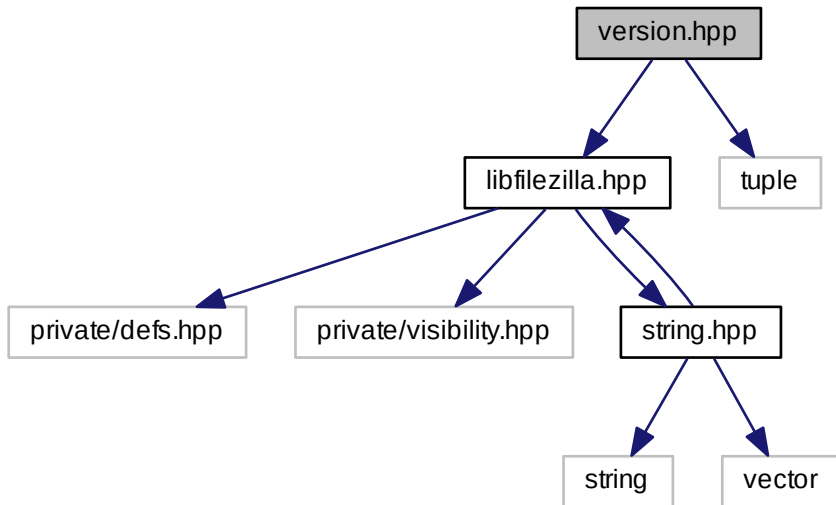 version.hpp
libfilezilla.hpp
tuple
private/defs.hpp
private/visibility.hpp
string.hpp
string
vector